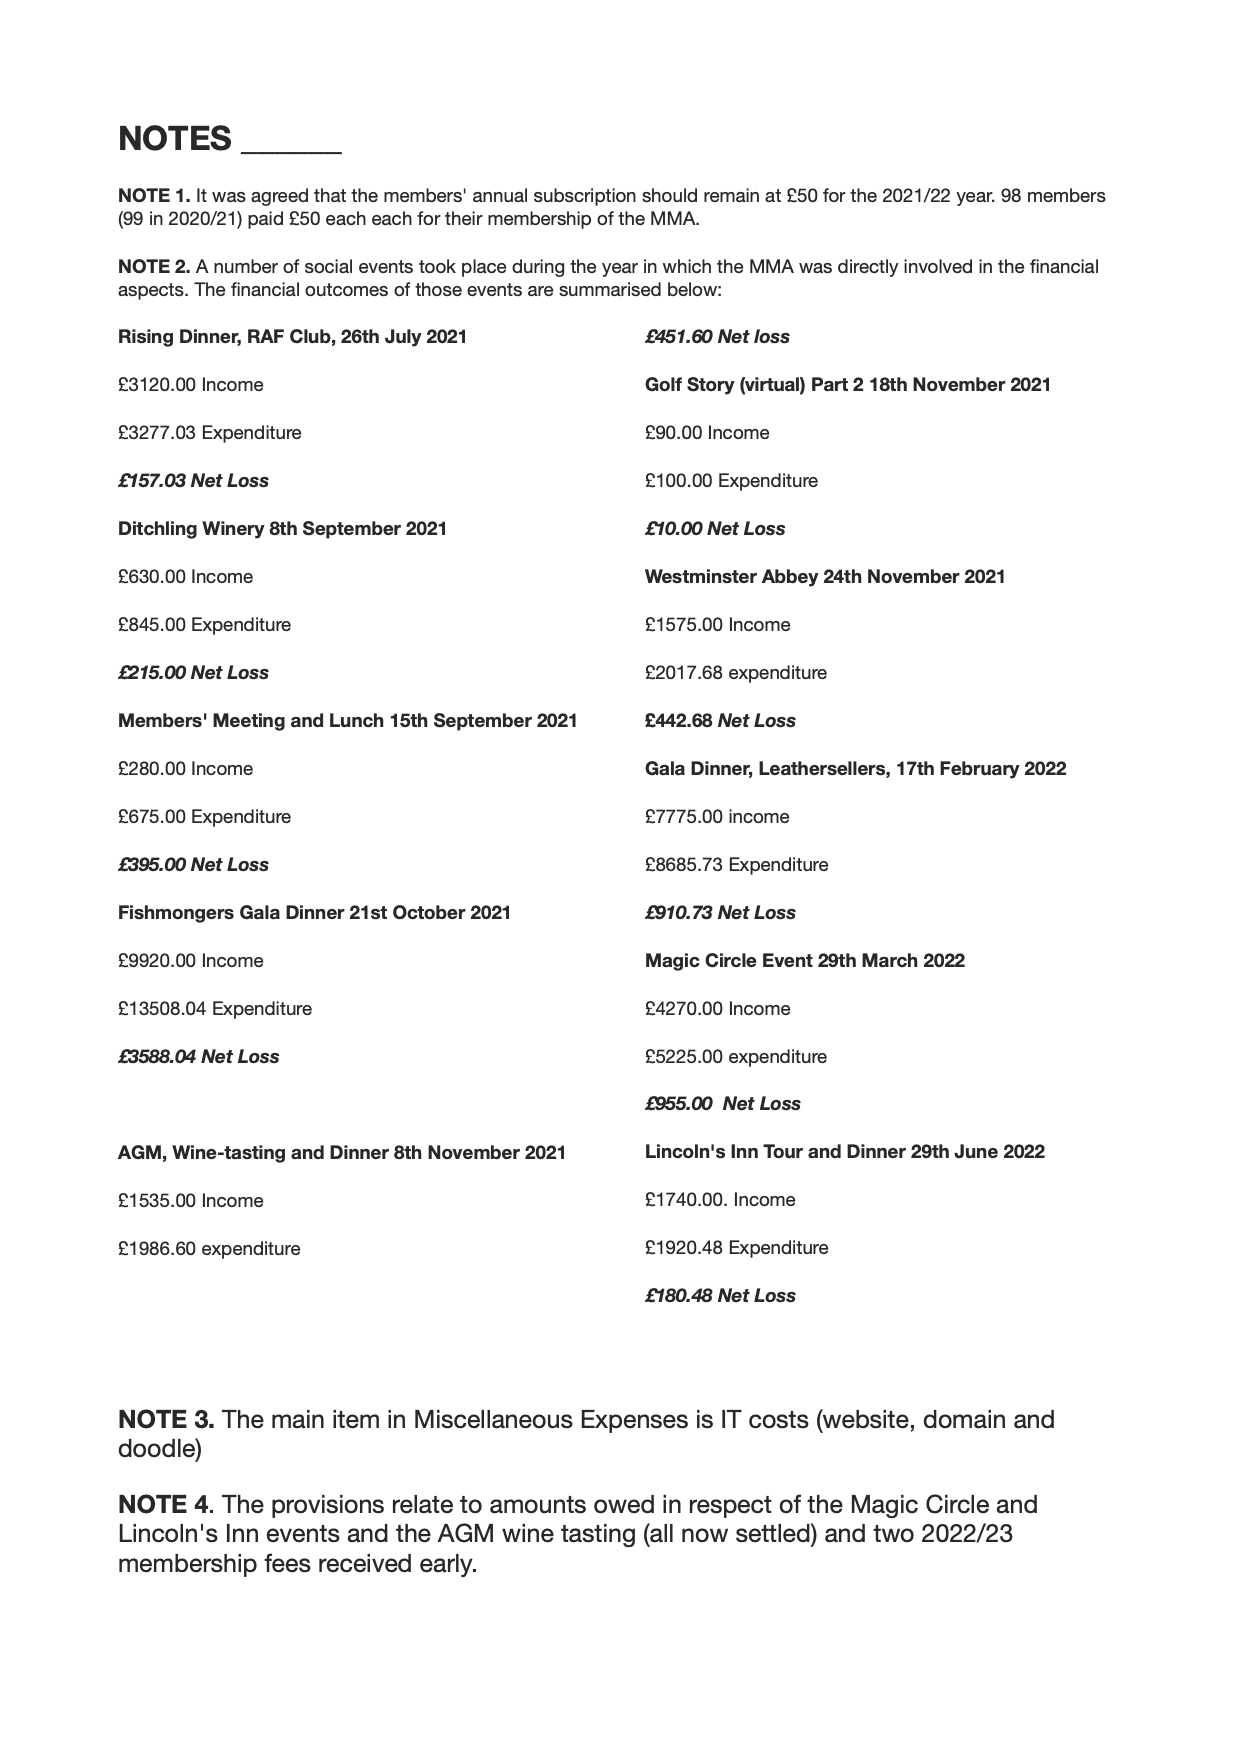 NOTES ______
NOTE 1. It was agreed that the members' annual subscription should remain at £50 for the 2021/22 year. 98 members
(99 in 2020/21) paid £50 each each for their membership of the MMA.
NOTE 2. A number of social events took place during the year in which the MMA was directly involved in the financial
aspects. The financial outcomes of those events are summarised below:
Rising Dinner, RAF Club, 26th July 2021
£3120.00 Income
£3277.03 Expenditure
£157.03 Net Loss
Ditchling Winery 8th September 2021
£630.00 Income
£845.00 Expenditure
£215.00 Net Loss
Members' Meeting and Lunch 15th September 2021
£280.00 Income
£675.00 Expenditure
£395.00 Net Loss
Fishmongers Gala Dinner 21st October 2021
£9920.00 Income
£13508.04 Expenditure
£3588.04 Net Loss
AGM, Wine-tasting and Dinner 8th November 2021
£1535.00 Income
£1986.60 expenditure
£451.60 Net loss
Golf Story (virtual) Part 2 18th November 2021
£90.00 Income
£100.00 Expenditure
£10.00 Net Loss
Westminster Abbey 24th November 2021
£1575.00 Income
£2017.68 expenditure
£442.68 Net Loss
Gala Dinner, Leathersellers, 17th February 2022
£7775.00 income
£8685.73 Expenditure
£910.73 Net Loss
Magic Circle Event 29th March 2022
£4270.00 Income
£5225.00 expenditure
£955.00  Net Loss
Lincoln's Inn Tour and Dinner 29th June 2022
£1740.00. Income
£1920.48 Expenditure
£180.48 Net Loss
NOTE 3. The main item in Miscellaneous Expenses is IT costs (website, domain and
doodle)
NOTE 4. The provisions relate to amounts owed in respect of the Magic Circle and
Lincoln's Inn events and the AGM wine tasting (all now settled) and two 2022/23
membership fees received early.